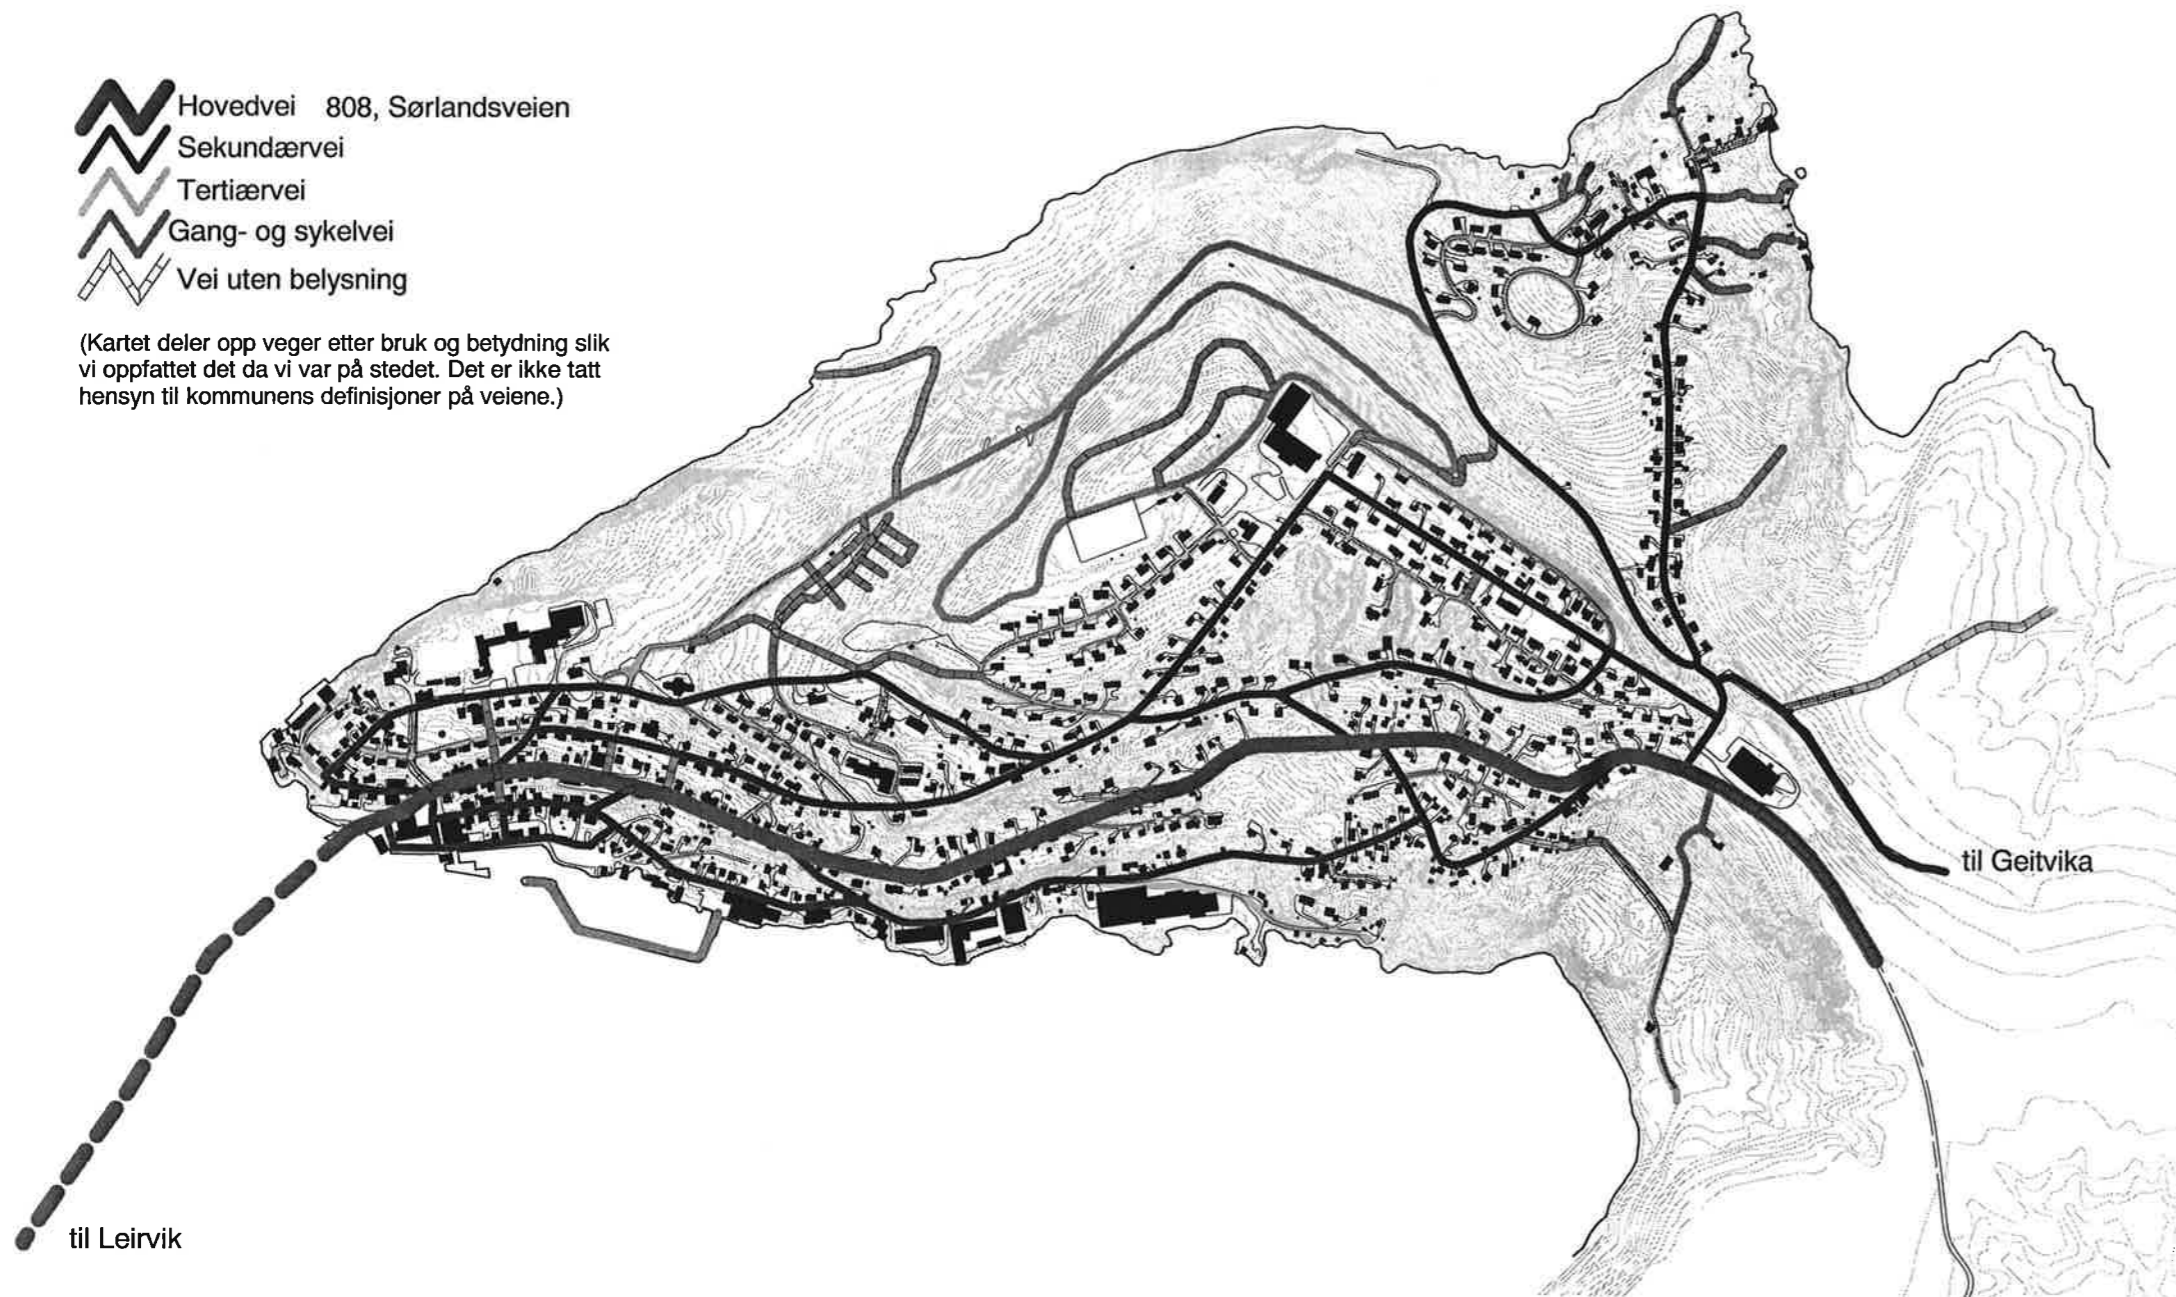 Hovedvei 808, Sørlandsveien
Sekundærvei
Tertiærvei
Gang- og sykelvei
Vei uten belysning
(Kartet deler opp veger etter bruk og betydning slik
vi oppfattet det da vi var på stedet. Det er ikke tatt
hensyn til kommunens definisjoner på veiene.)
til Geitvika
til Leirvik